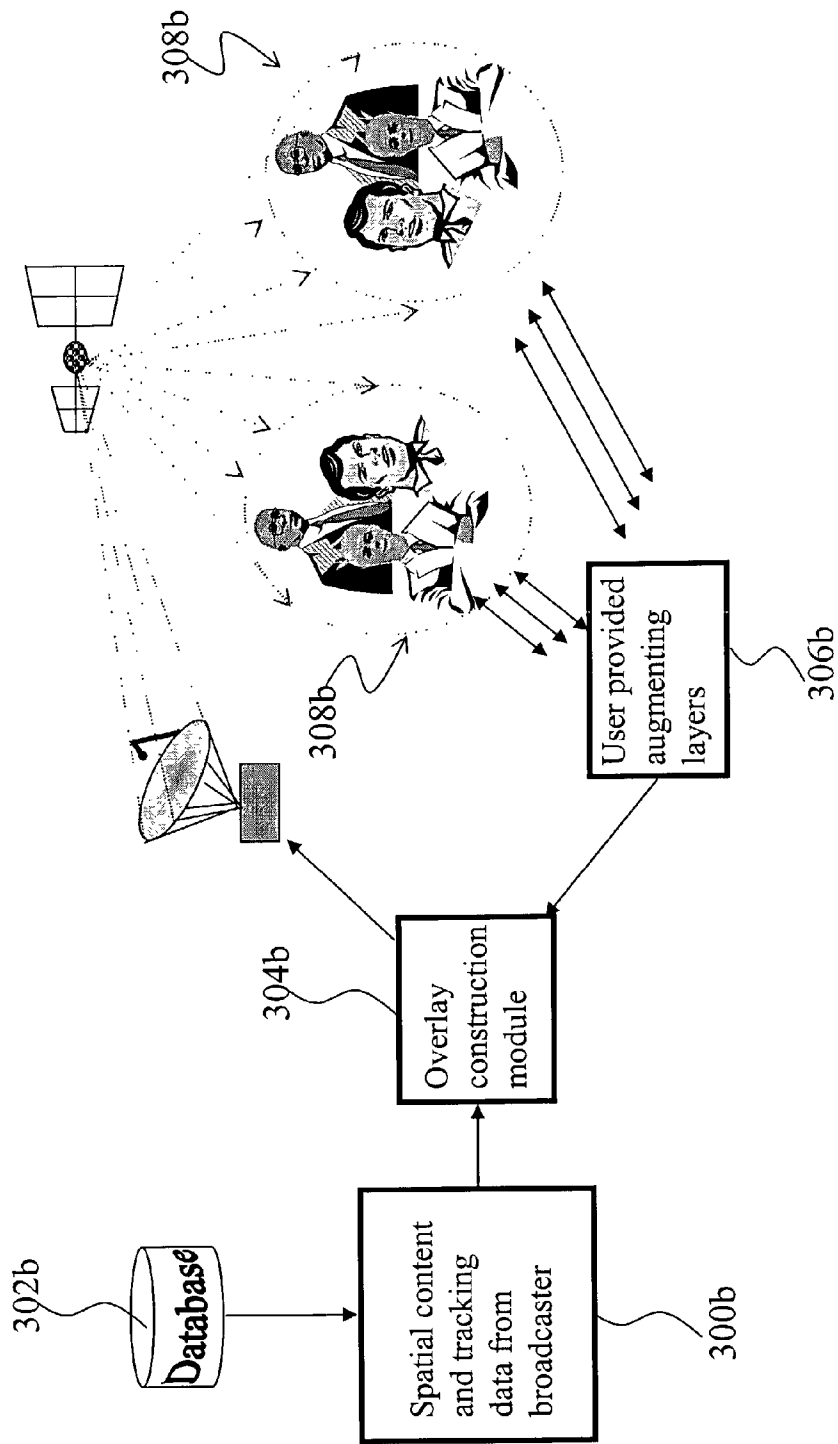 302b
Database
Spatial content
and tracking
data from
broadcaster
300b
304b
Overlay
construction
module
308b
308b
User provided
augmenting
layers
306b